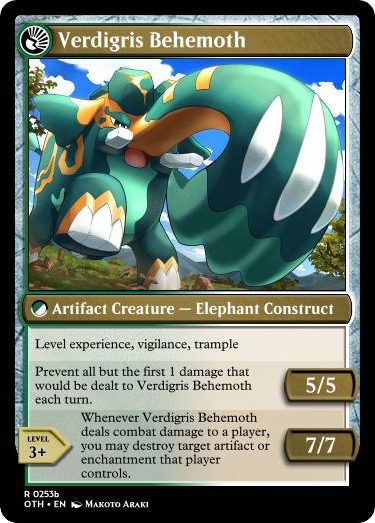 Verdigris Behemoth
Artifact Creature — Elephant Construct
Level experience, vigilance, trample
Prevent all but the first 1 damage that
would be dealt to Verdigris Behemoth
each turn.
5/5
LEVEL
3+
Whenever Verdigris Behemoth
deals combat damage to a player,
you may destroy target artifact or
enchantment that player
controls.
7/7
R 0253b
OTH • EN Makoto Araki